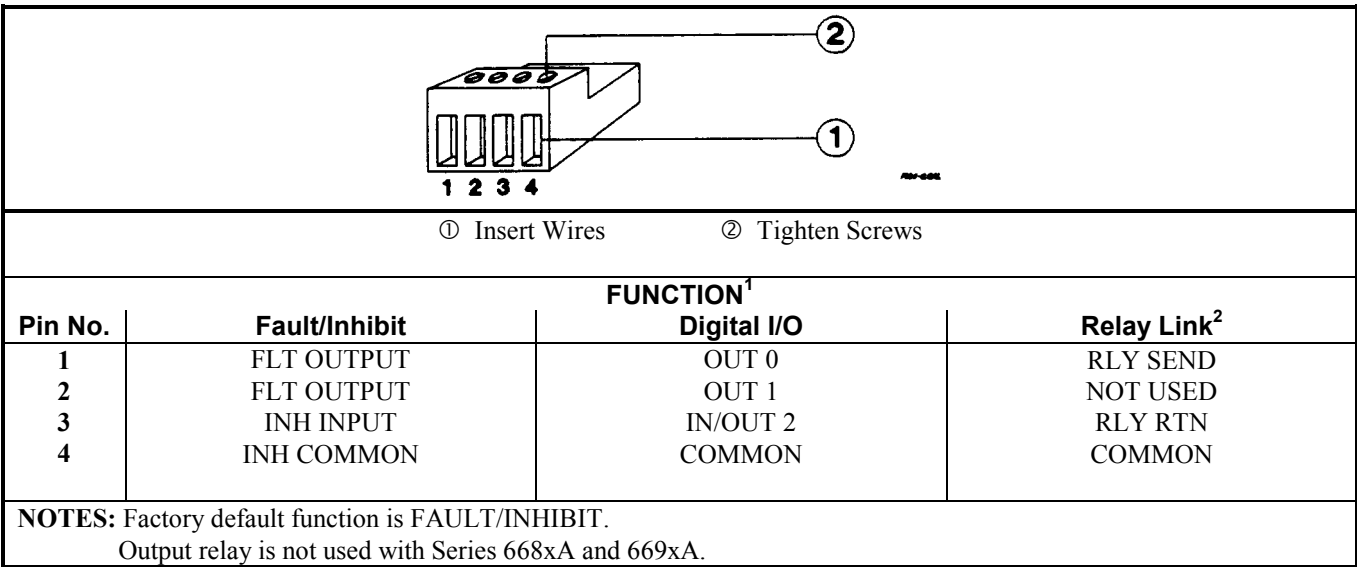 ②
①
1 2 3 4
① Insert Wires ② Tighten Screws
FUNCTION¹
Pin No. Fault/Inhibit Digital I/O Relay Link²
1 FLT OUTPUT OUT 0 RLY SEND
2 FLT OUTPUT OUT 1 NOT USED
3 INH INPUT IN/OUT 2 RLY RTN
4 INH COMMON COMMON COMMON
NOTES: Factory default function is FAULT/INHIBIT.
Output relay is not used with Series 668xA and 669xA.